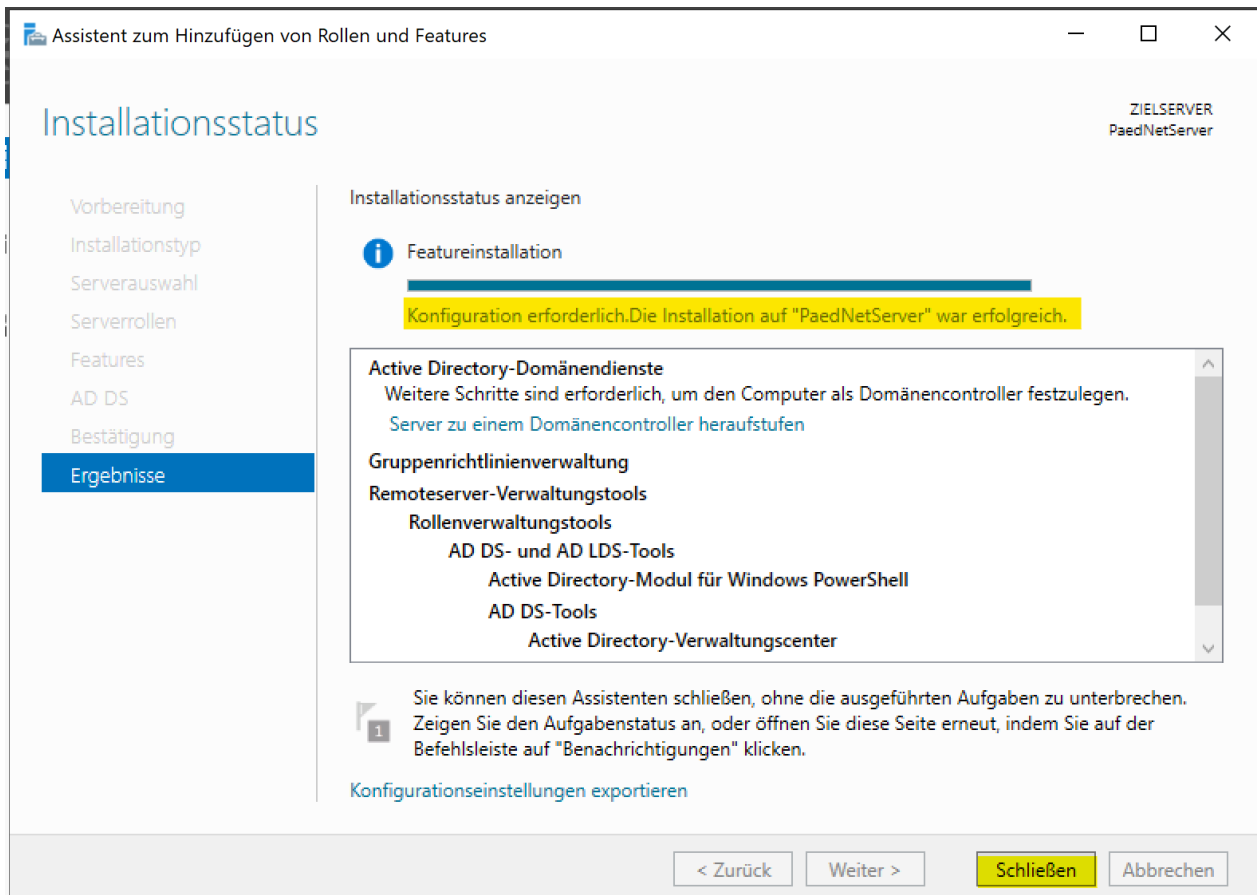 Assistent zum Hinzufügen von Rollen und Features
Installationsstatus
ZIELSERVER
PaedNetServer
Vorbereitung
Installationstyp
Serverauswahl
Serverrollen
Features
AD DS
Bestätigung
Ergebnisse
Installationsstatus anzeigen
Featureinstallation
Konfiguration erforderlich.Die Installation auf "PaedNetServer" war erfolgreich.
Active Directory-Domänendienste
Weitere Schritte sind erforderlich, um den Computer als Domänencontroller festzulegen.
Server zu einem Domänencontroller heraufstufen
Gruppenrichtlinienverwaltung
Remoteserver-Verwaltungstools
Rollenverwaltungstools
AD DS- und AD LDS-Tools
Active Directory-Modul für Windows PowerShell
AD DS-Tools
Active Directory-Verwaltungscenter
1
Sie können diesen Assistenten schließen, ohne die ausgeführten Aufgaben zu unterbrechen.
Zeigen Sie den Aufgabenstatus an, oder öffnen Sie diese Seite erneut, indem Sie auf der
Befehlsleiste auf "Benachrichtigungen" klicken.
Konfigurationseinstellungen exportieren
< Zurück
Weiter >
Schließen
Abbrechen